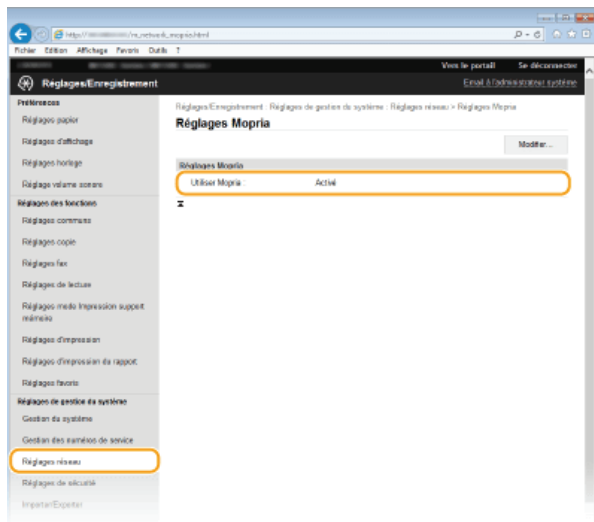 http://
/m_network_mopria.html
Fichier Edition Affichage Favoris Outils ?
Vers le portail Se déconnecter
Réglages/Enregistrement
Email à l'administrateur système
Préférences
Réglages papier
Réglages d'affichage
Réglages horloge
Réglage volume sonore
Réglages des fonctions
Réglages communs
Réglages copie
Réglages fax
Réglages de lecture
Réglages mode Impression support
mémoire
Réglages d'impression
Réglages d'impression du rapport
Réglages favoris
Réglages de gestion du système
Gestion du système
Gestion des numéros de service
Réglages réseau
Réglages de sécurité
Importer/Exporter
Réglages/Enregistrement : Réglages de gestion du système : Réglages réseau > Réglages Mopria
Réglages Mopria
Modifier...
Réglages Mopria
Utiliser Mopria : Activé